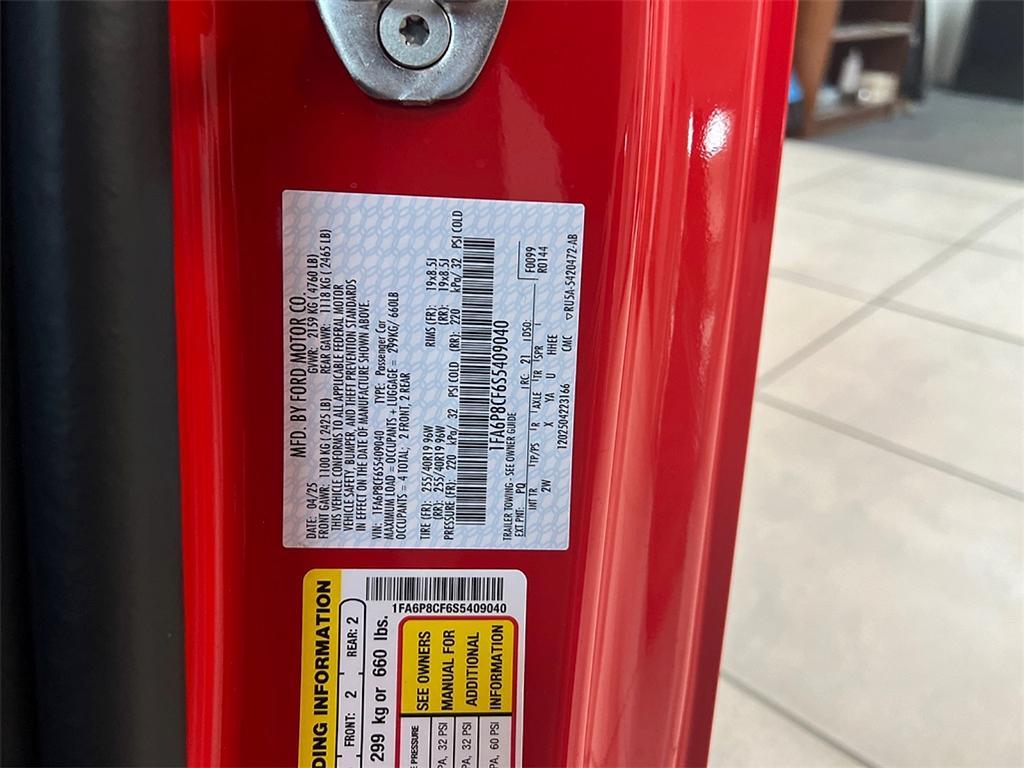 MFD. BY FORD MOTOR CO.
DATE: 04/25 GVWR: 2159 KG ( 4760 LB)
FRONT GAWR: 1100 KG ( 2425 LB) REAR GAWR: 1118 KG ( 2465 LB)
THIS VEHICLE CONFORMS TO ALL APPLICABLE FEDERAL MOTOR
VEHICLE SAFETY, BUMPER, AND THEFT PREVENTION STANDARDS
IN EFFECT ON THE DATE OF MANUFACTURE SHOWN ABOVE.
VIN: 1FA6P8CF6S5409040 TYPE: Passenger Car
MAXIMUM LOAD = OCCUPANTS + LUGGAGE = 299KG/ 660LB
OCCUPANTS = 4 TOTAL; 2 FRONT, 2 REAR
TIRE (FR): 255/40R19 96W RIMS (FR): 19x8.5J
(RR): 255/40R19 96W (RR): 19x8.5J
PRESSURE (FR): 220 kPa/ 32 PSI COLD (RR): 220 kPa/ 32 PSI COLD
1FA6P8CF6S5409040
TRAILER TOWING - SEE OWNER GUIDE
EXT PNT: PQ RC: 21 DSO: F0099
R0144
INT TR TP/PS R AXLE TR SPR
2W X YA U HHEE
1202504223166 CMC ▽RU5A-5420472-AB
DING INFORMATION
1FA6P8CF6S5409040
FRONT: 2 REAR: 2
299 kg or 660 lbs.
SEE OWNERS
MANUAL FOR
ADDITIONAL
INFORMATION
E PRESSURE
PA, 32 PSI
PA, 32 PSI
PA, 60 PSI